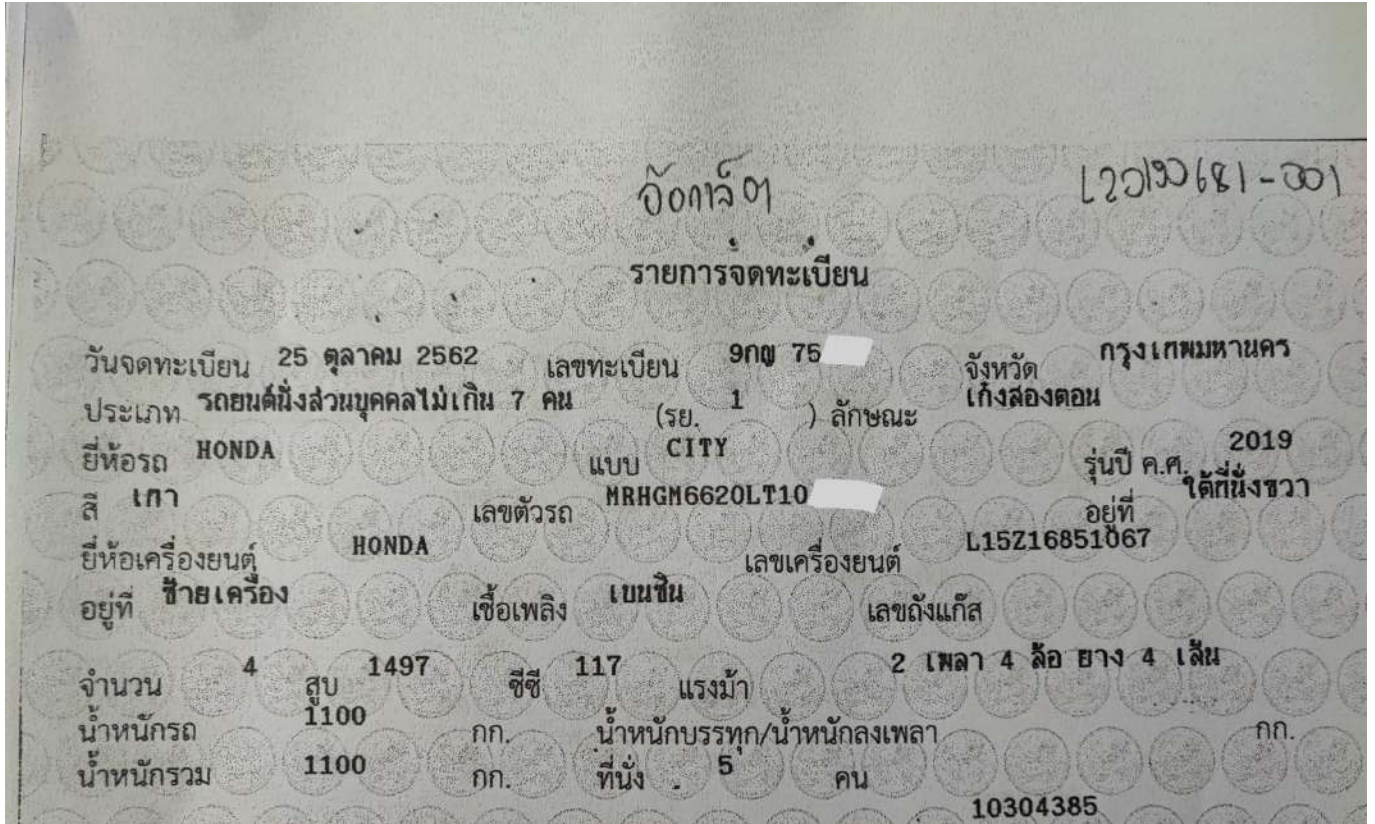 L20190681-001
รายการจดทะเบียน
วันจดทะเบียน 25 ตุลาคม 2562 เลขทะเบียน 9กญ 75 จังหวัด กรุงเทพมหานคร
ประเภท รถยนต์นั่งส่วนบุคคลไม่เกิน 7 คน (รย. 1 ) ลักษณะ เก๋งสองตอน
ยี่ห้อรถ HONDA แบบ CITY รุ่นปี ค.ศ. 2019
สี เทา เลขตัวรถ MRHGM6620LT10 อยู่ที่ ใต้ที่นั่งขวา
ยี่ห้อเครื่องยนต์ HONDA เลขเครื่องยนต์ L15Z16851067
อยู่ที่ ซ้ายเครื่อง เชื้อเพลิง เบนซิน เลขถังแก๊ส
จำนวน 4 สูบ 1497 ซีซี 117 แรงม้า 2 เพลา 4 ล้อ ยาง 4 เส้น
น้ำหนักรถ 1100 กก. น้ำหนักบรรทุก/น้ำหนักลงเพลา กก.
น้ำหนักรวม 1100 กก. ที่นั่ง 5 คน
10304385